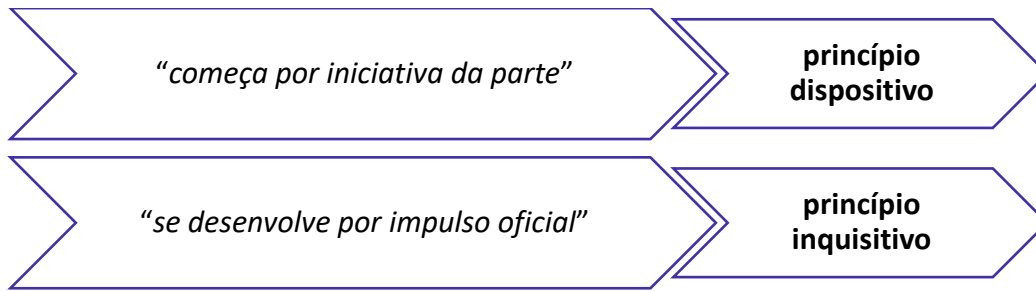 “começa por iniciativa da parte”
princípio
dispositivo
“se desenvolve por impulso oficial”
princípio
inquisitivo